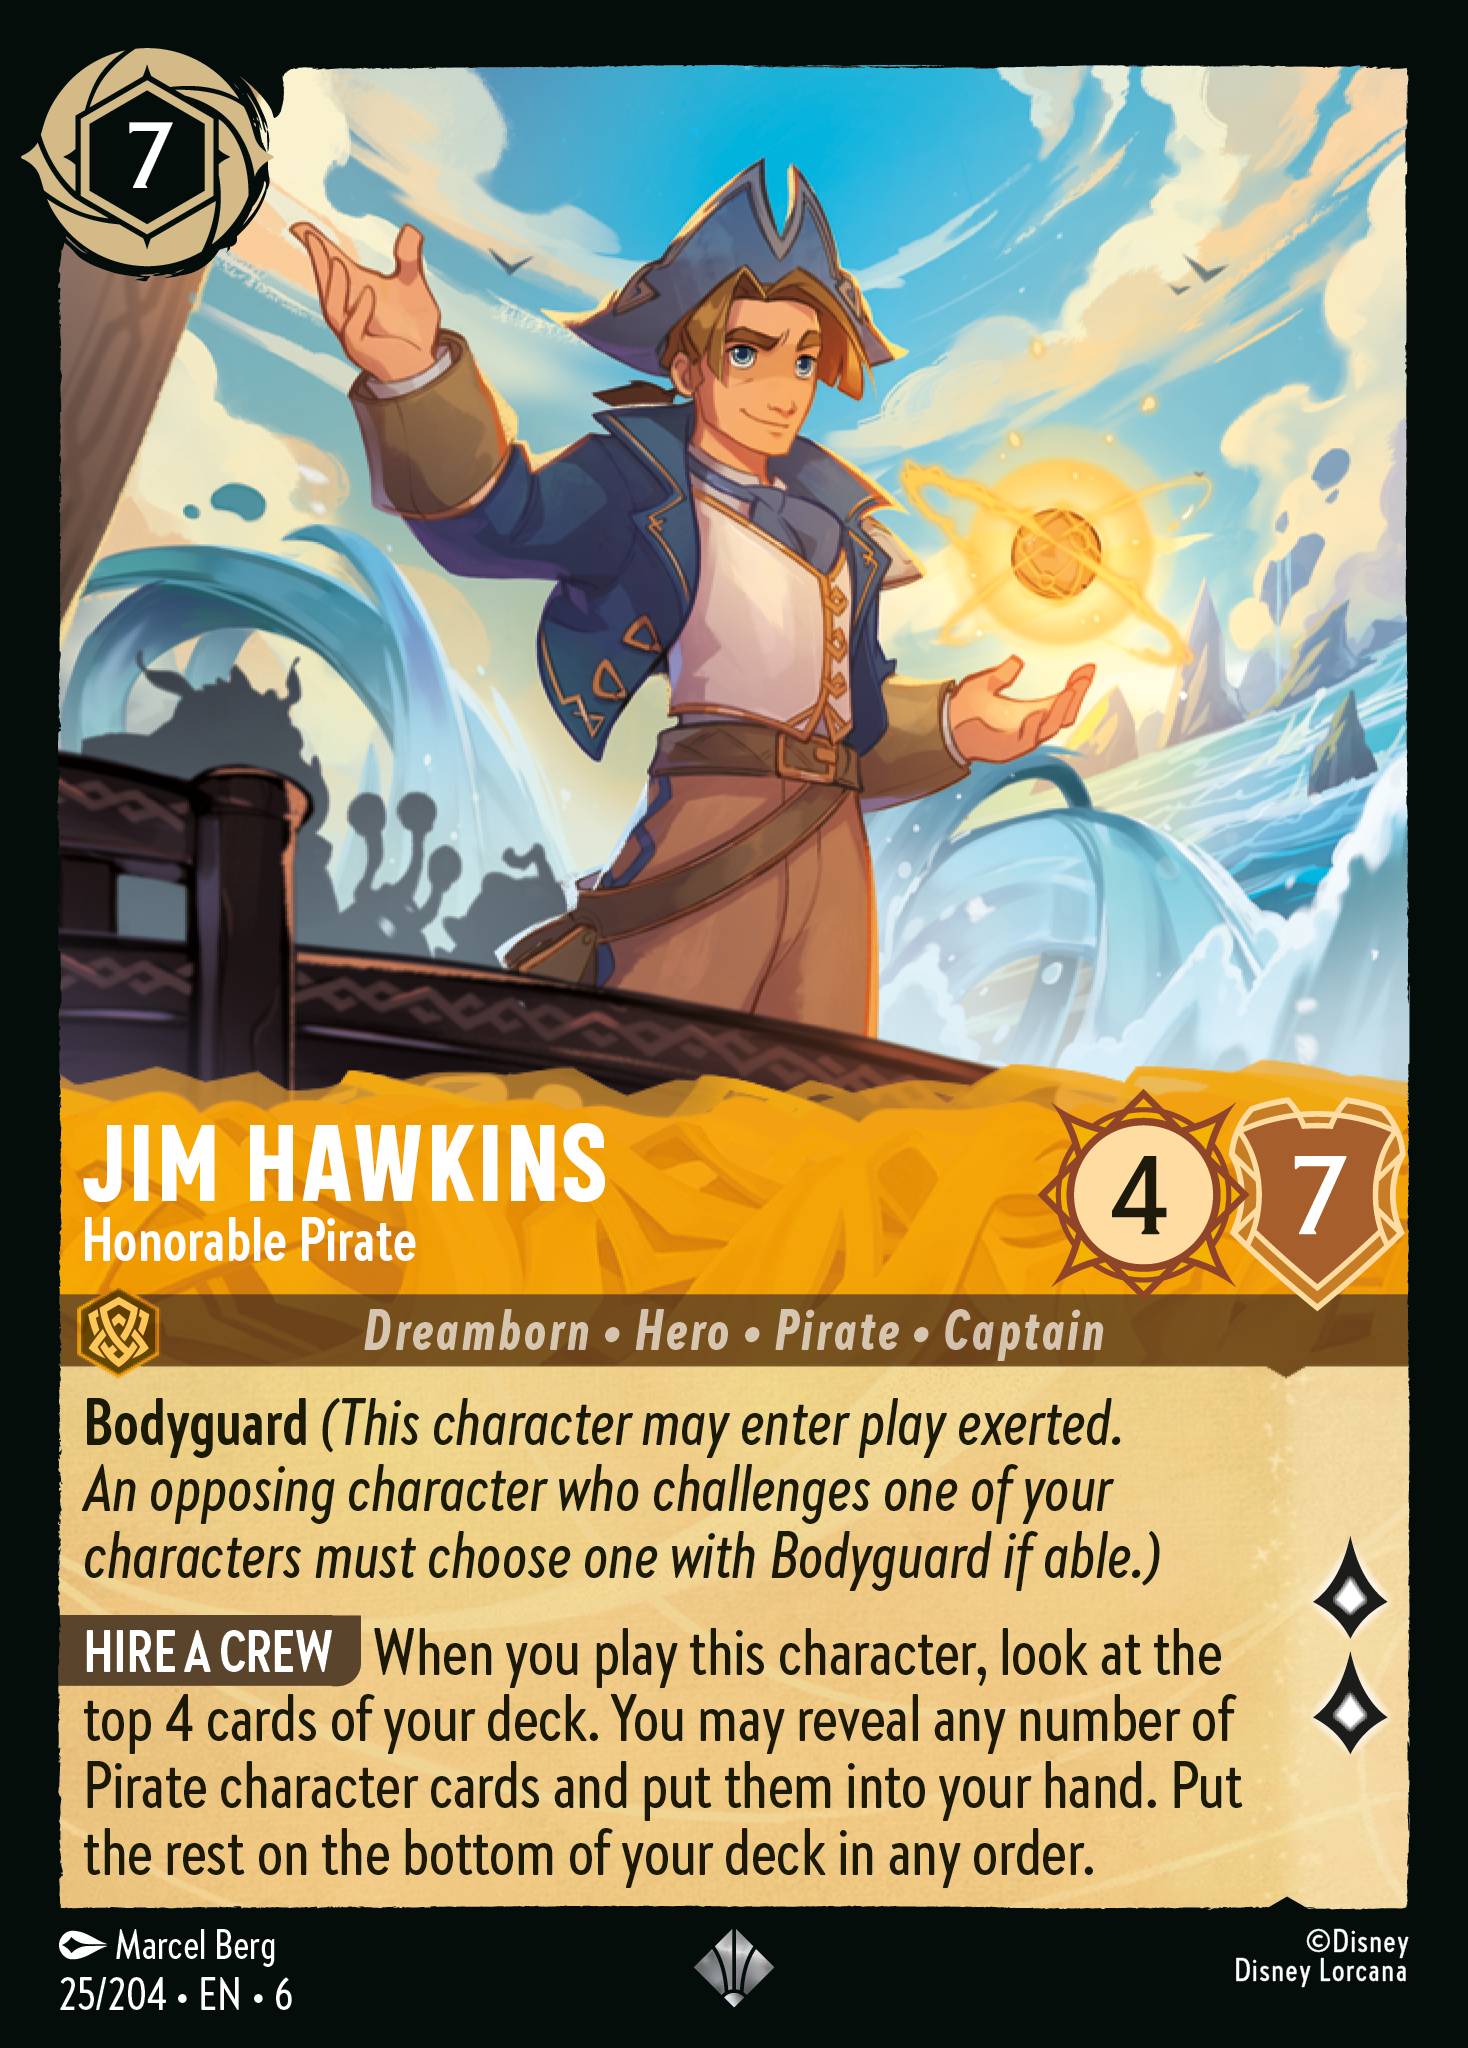 7
JIM HAWKINS
Honorable Pirate
4
7
Dreamborn • Hero • Pirate • Captain
Bodyguard (This character may enter play exerted.
An opposing character who challenges one of your
characters must choose one with Bodyguard if able.)
HIRE A CREW When you play this character, look at the
top 4 cards of your deck. You may reveal any number of
Pirate character cards and put them into your hand. Put
the rest on the bottom of your deck in any order.
Marcel Berg
25/204 • EN • 6
©Disney
Disney Lorcana